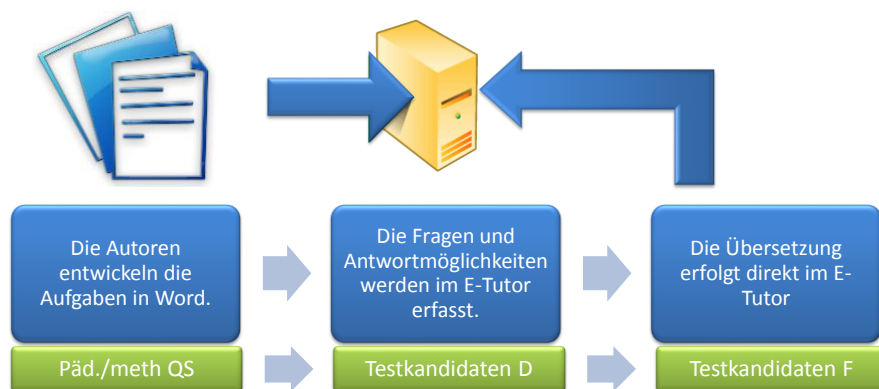 Die Autoren
entwickeln die
Aufgaben in Word.
Die Fragen und
Antwortmöglichkeiten
werden im E-Tutor
erfasst.
Die Übersetzung
erfolgt direkt im E-
Tutor
Päd./meth QS
Testkandidaten D
Testkandidaten F